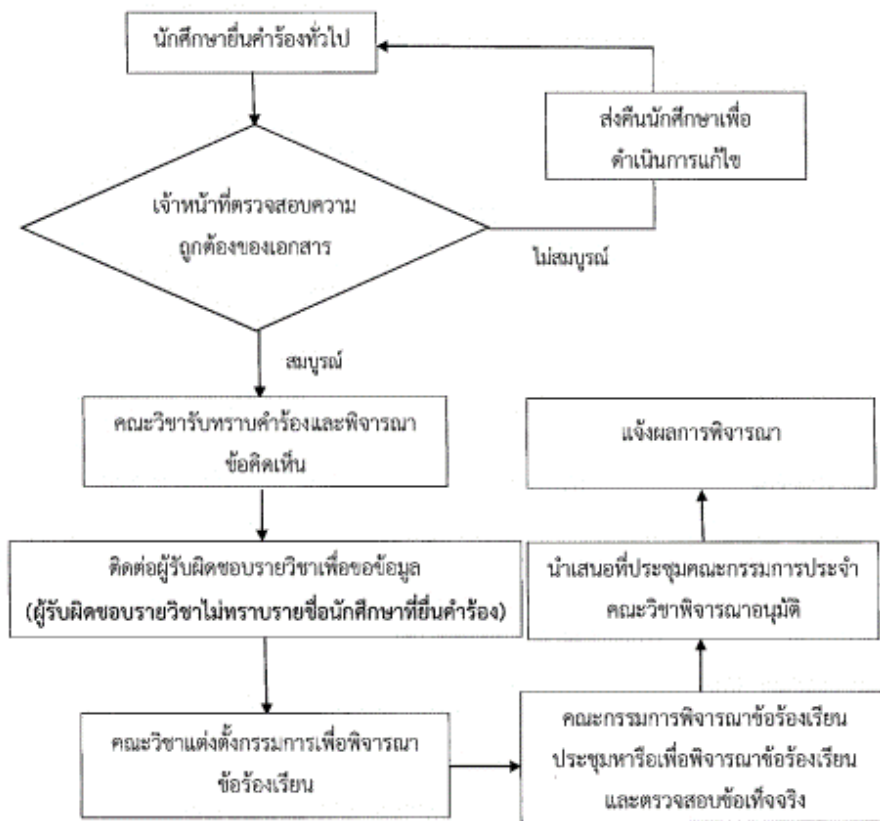 นักศึกษายื่นคำร้องทั่วไป
ส่งคืนนักศึกษาเพื่อ
ดำเนินการแก้ไข
เจ้าหน้าที่ตรวจสอบความ
ถูกต้องของเอกสาร
ไม่สมบูรณ์
สมบูรณ์
คณะวิชารับทราบคำร้องและพิจารณา
ข้อคิดเห็น
ติดต่อผู้รับผิดชอบรายวิชาเพื่อขอข้อมูล
(ผู้รับผิดชอบรายวิชาไม่ทราบรายชื่อนักศึกษาที่ยื่นคำร้อง)
คณะวิชาแต่งตั้งกรรมการเพื่อพิจารณา
ข้อร้องเรียน
คณะกรรมการพิจารณาข้อร้องเรียน
ประชุมหารือเพื่อพิจารณาข้อร้องเรียน
และตรวจสอบข้อเท็จจริง
นำเสนอที่ประชุมคณะกรรมการประจำ
คณะวิชาพิจารณาอนุมัติ
แจ้งผลการพิจารณา